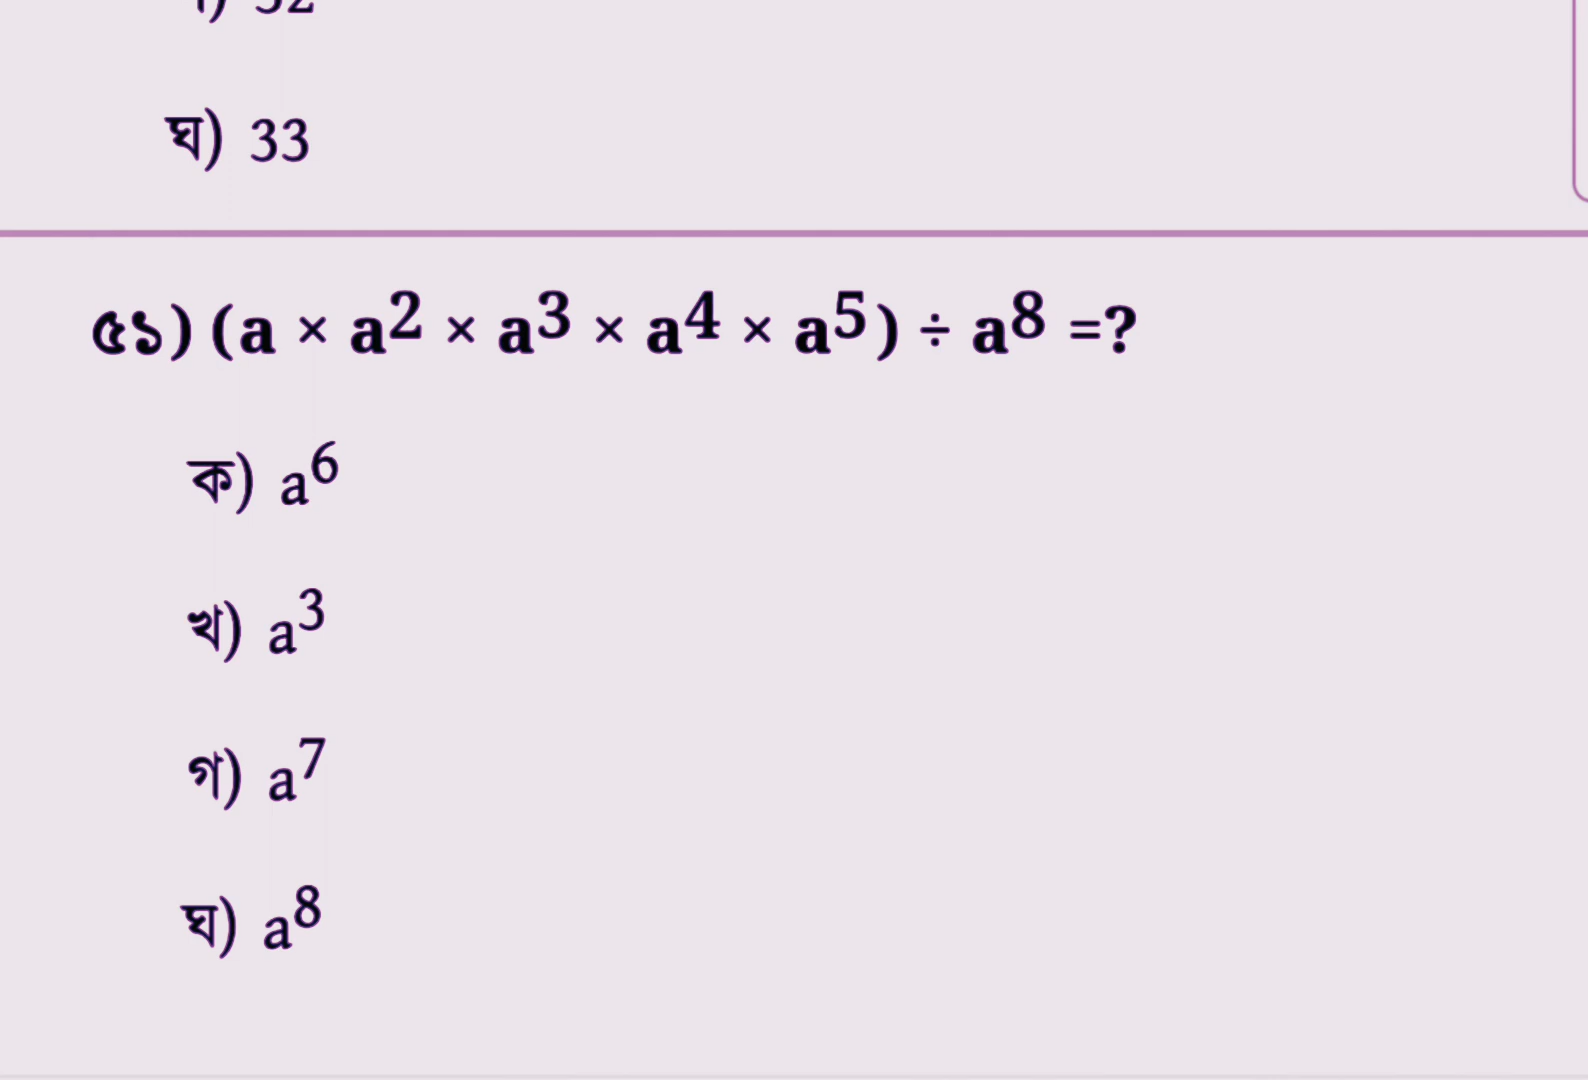 ঘ) 33
৫১) (a × a² × a³ × a⁴ × a⁵) ÷ a⁸ =?
ক) a⁶
খ) a³
গ) a⁷
ঘ) a⁸